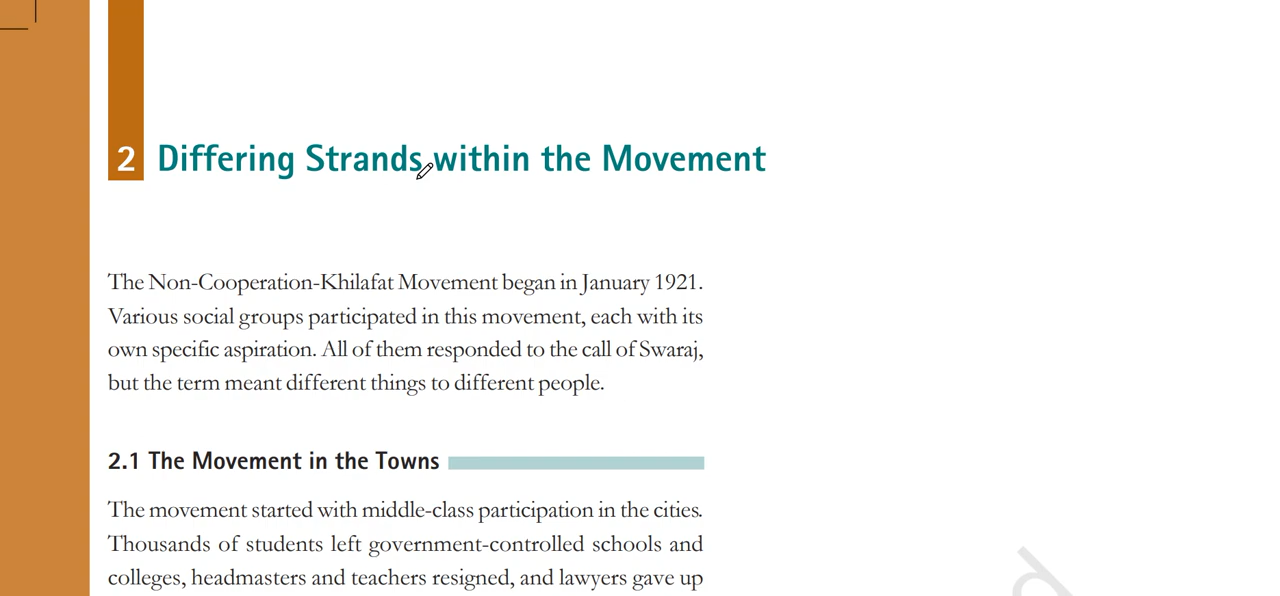 2 Differing Strands within the Movement
The Non-Cooperation-Khilafat Movement began in January 1921.
Various social groups participated in this movement, each with its
own specific aspiration. All of them responded to the call of Swaraj,
but the term meant different things to different people.
2.1 The Movement in the Towns
The movement started with middle-class participation in the cities.
Thousands of students left government-controlled schools and
colleges, headmasters and teachers resigned, and lawyers gave up